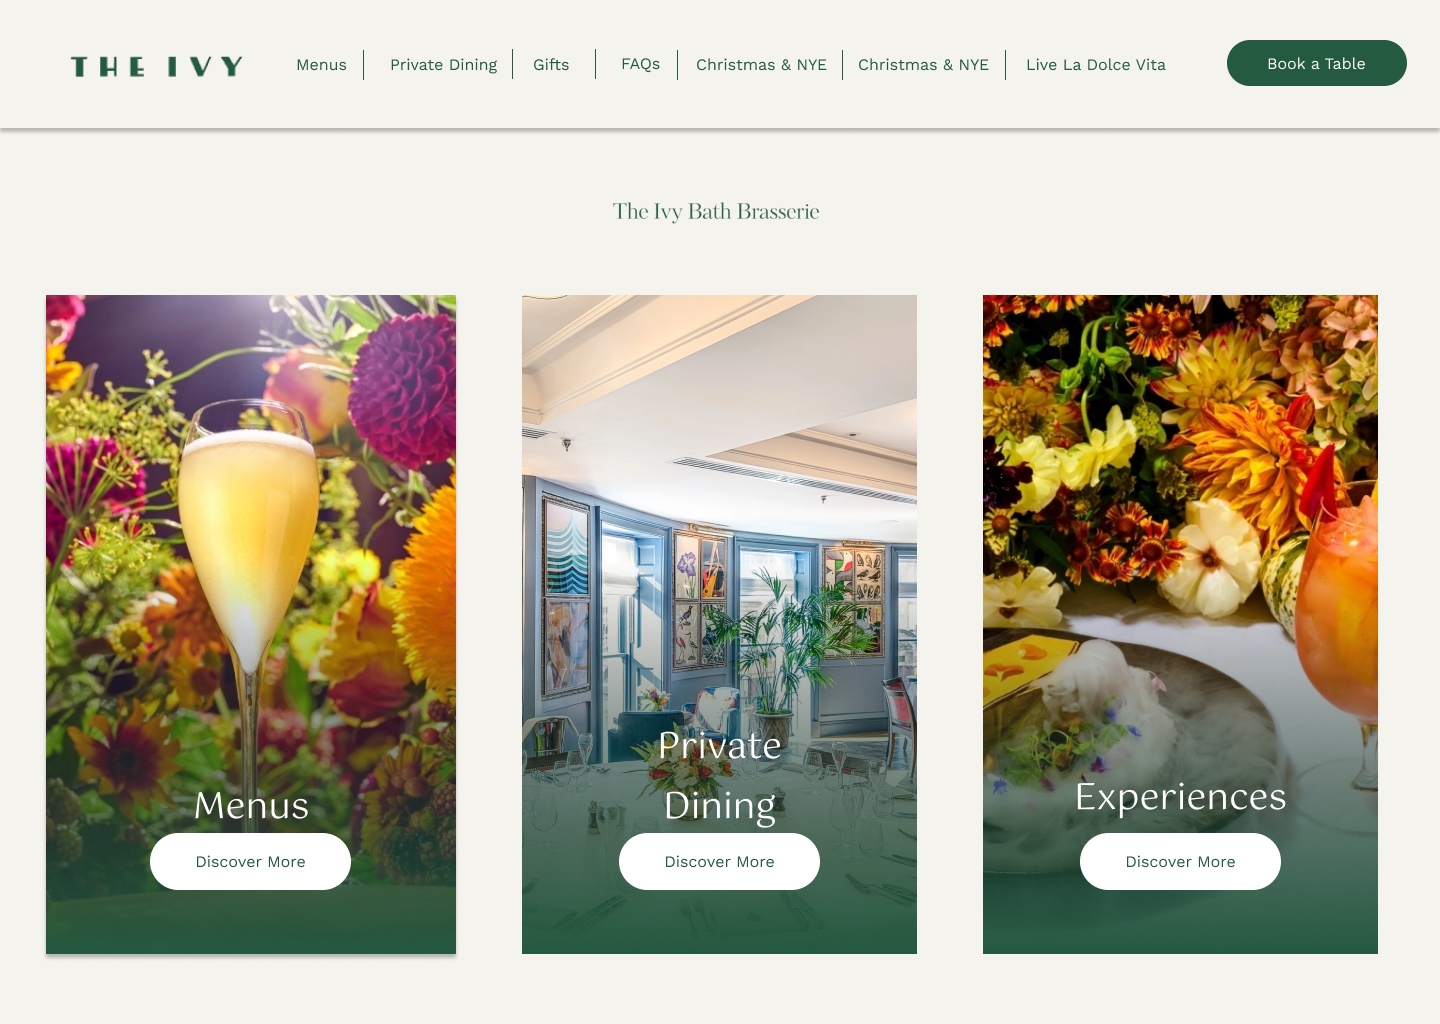 THE IVY
Menus
Private Dining
Gifts
FAQs
Christmas & NYE
Christmas & NYE
Live La Dolce Vita
Book a Table
The Ivy Bath Brasserie
Menus
Discover More
Private
Dining
Discover More
Experiences
Discover More